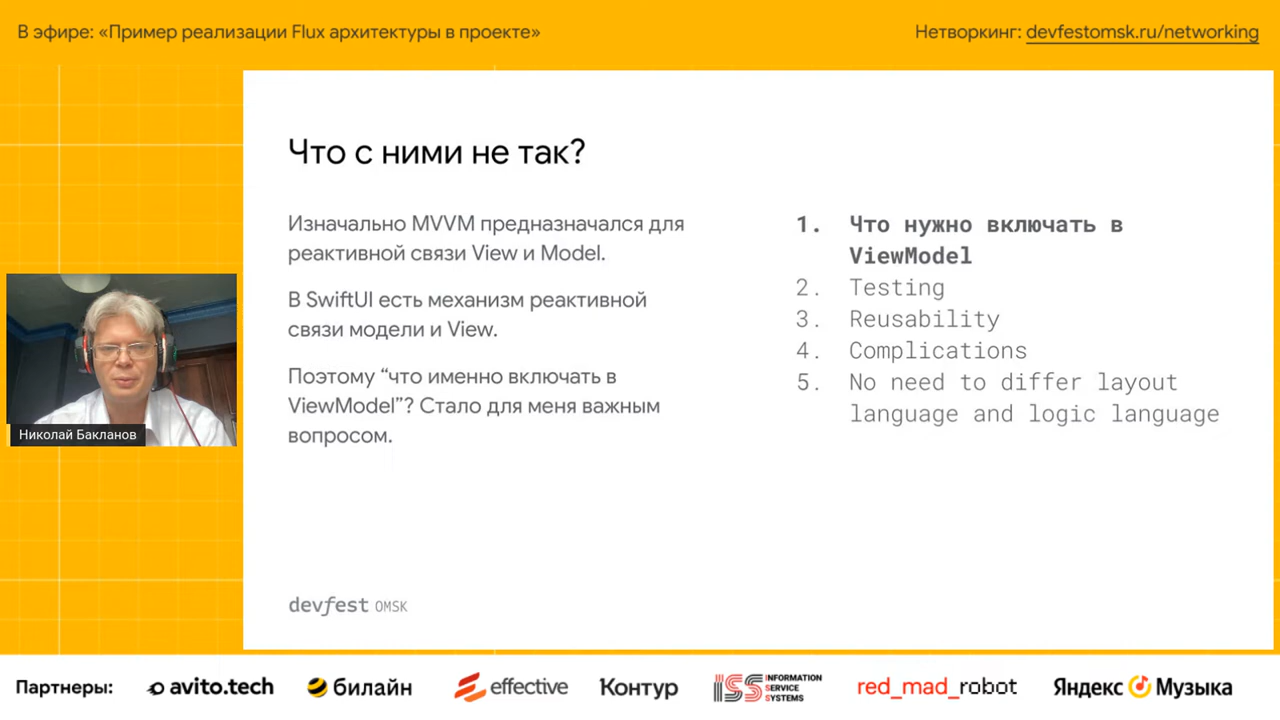 В эфире: «Пример реализации Flux архитектуры в проекте»
Нетворкинг: devfestomsk.ru/networking
Что с ними не так?
Изначально MVVM предназначался для
реактивной связи View и Model.
В SwiftUI есть механизм реактивной
связи модели и View.
Поэтому “что именно включать в
ViewModel”? Стало для меня важным
вопросом.
1. Что нужно включать в
ViewModel
2. Testing
3. Reusability
4. Complications
5. No need to differ layout
language and logic language
Николай Бакланов
devfest OMSK
Партнеры: avito.tech билайн effective Контур ISS INFORMATION SERVICE SYSTEMS red_mad_robot Яндекс Музыка